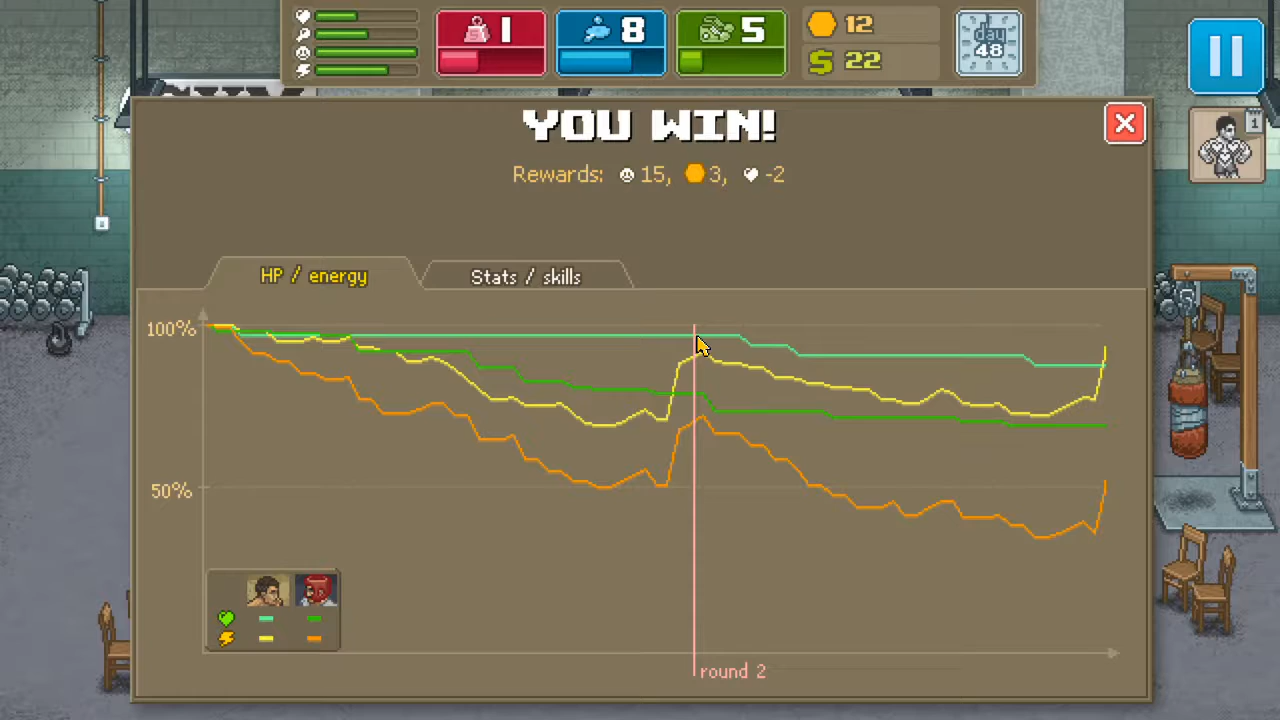 1
8
5
12
22
day
48
1
YOU WIN!
Rewards: 15, 3, -2
HP / energy
Stats / skills
100%
50%
round 2